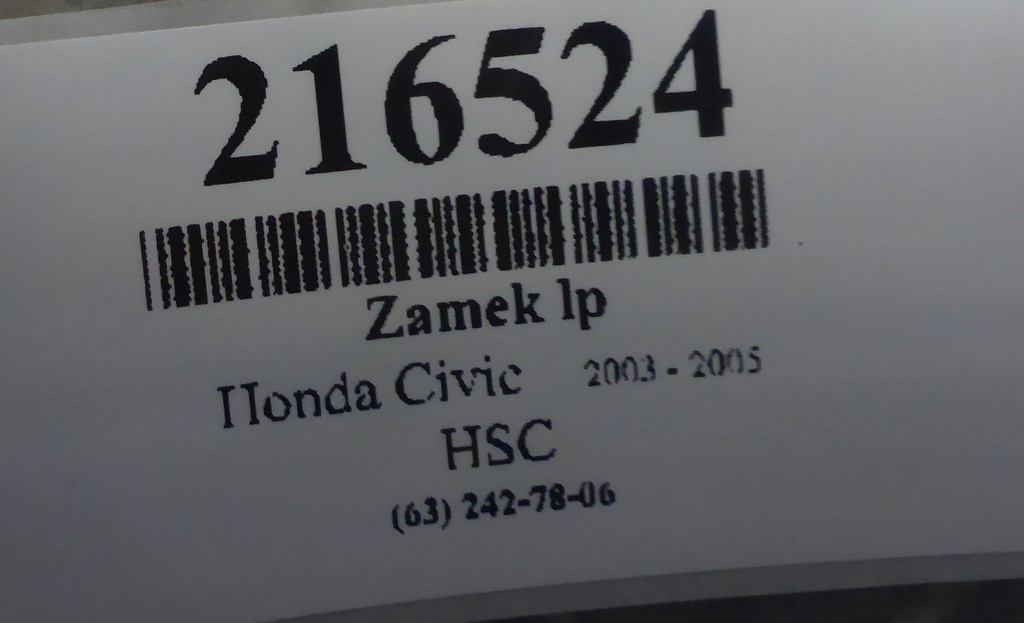 216524
Zamek lp
Honda Civic 2003 - 2005
HSC
(63) 242-78-06